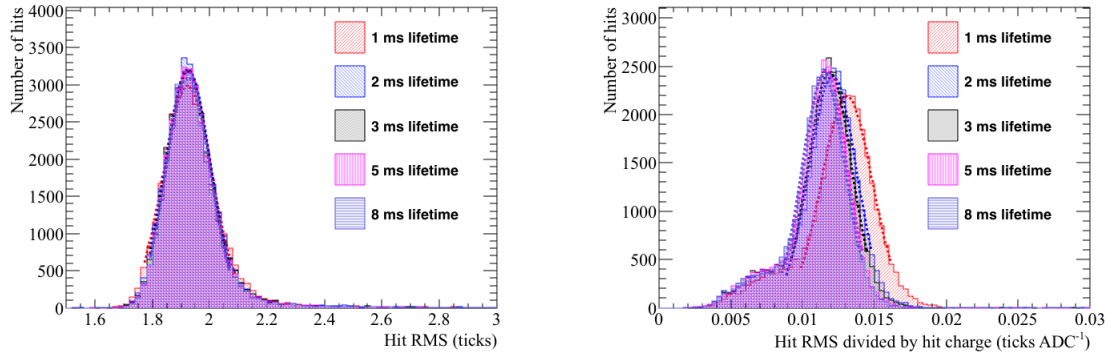 Number of hits
4000
3500
3000
2500
2000
1500
1000
500
0
1 ms lifetime
2 ms lifetime
3 ms lifetime
5 ms lifetime
8 ms lifetime
1.6 1.8 2 2.2 2.4 2.6 2.8 3
Hit RMS (ticks)
Number of hits
3000
2500
2000
1500
1000
500
0
1 ms lifetime
2 ms lifetime
3 ms lifetime
5 ms lifetime
8 ms lifetime
0 0.005 0.01 0.015 0.02 0.025 0.03
Hit RMS divided by hit charge (ticks ADC⁻¹)